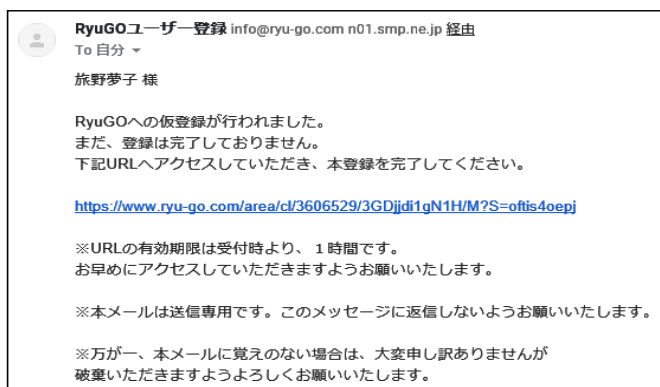 RyuGOユーザー登録 info@ryu-go.com n01.smp.ne.jp 経由
To 自分
旅野夢子 様
RyuGOへの仮登録が行われました。
まだ、登録は完了しておりません。
下記URLへアクセスしていただき、本登録を完了してください。
https://www.ryu-go.com/area/cl/3606529/3GDjjdi1gN1H/M?S=oftis4oepj
※URLの有効期限は受付時より、1時間です。
お早めにアクセスしていただきますようお願いいたします。
※本メールは送信専用です。このメッセージに返信しないようお願いいたします。
※万が一、本メールに覚えのない場合は、大変申し訳ありませんが
破棄いただきますようよろしくお願いいたします。